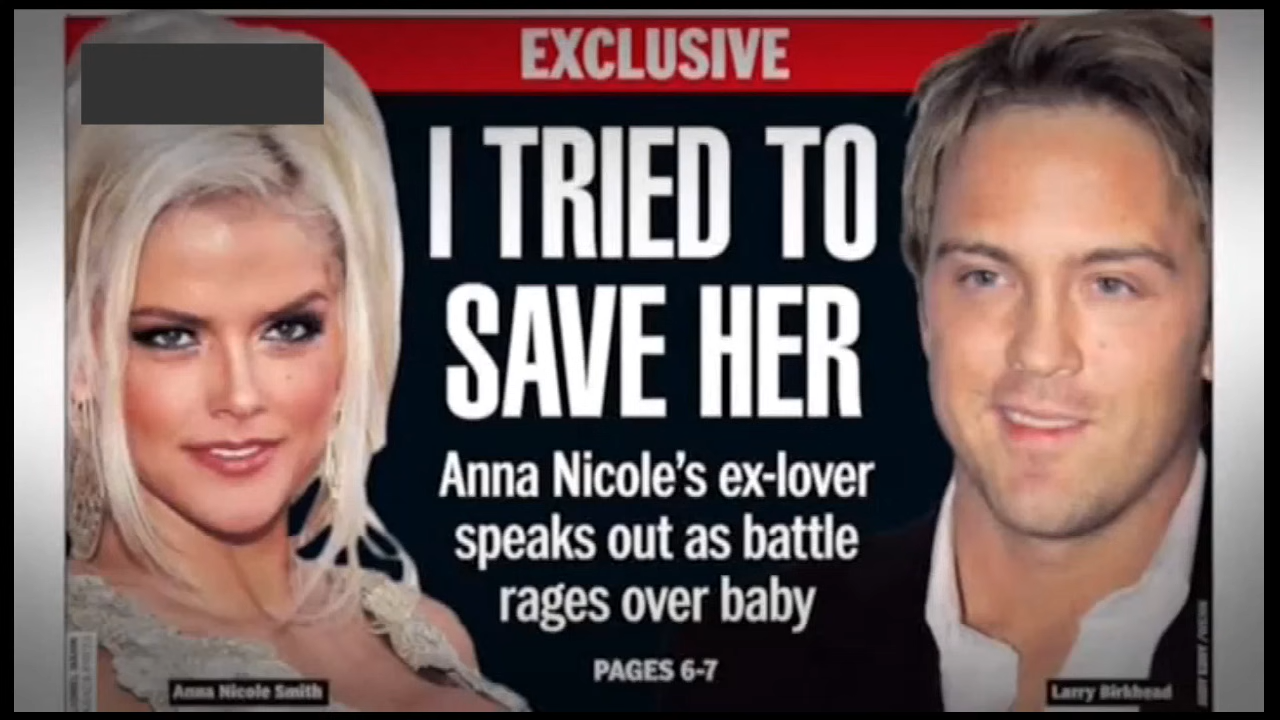 EXCLUSIVE
I TRIED TO
SAVE HER
Anna Nicole's ex-lover
speaks out as battle
rages over baby
PAGES 6-7
Anna Nicole Smith
Larry Birkhead